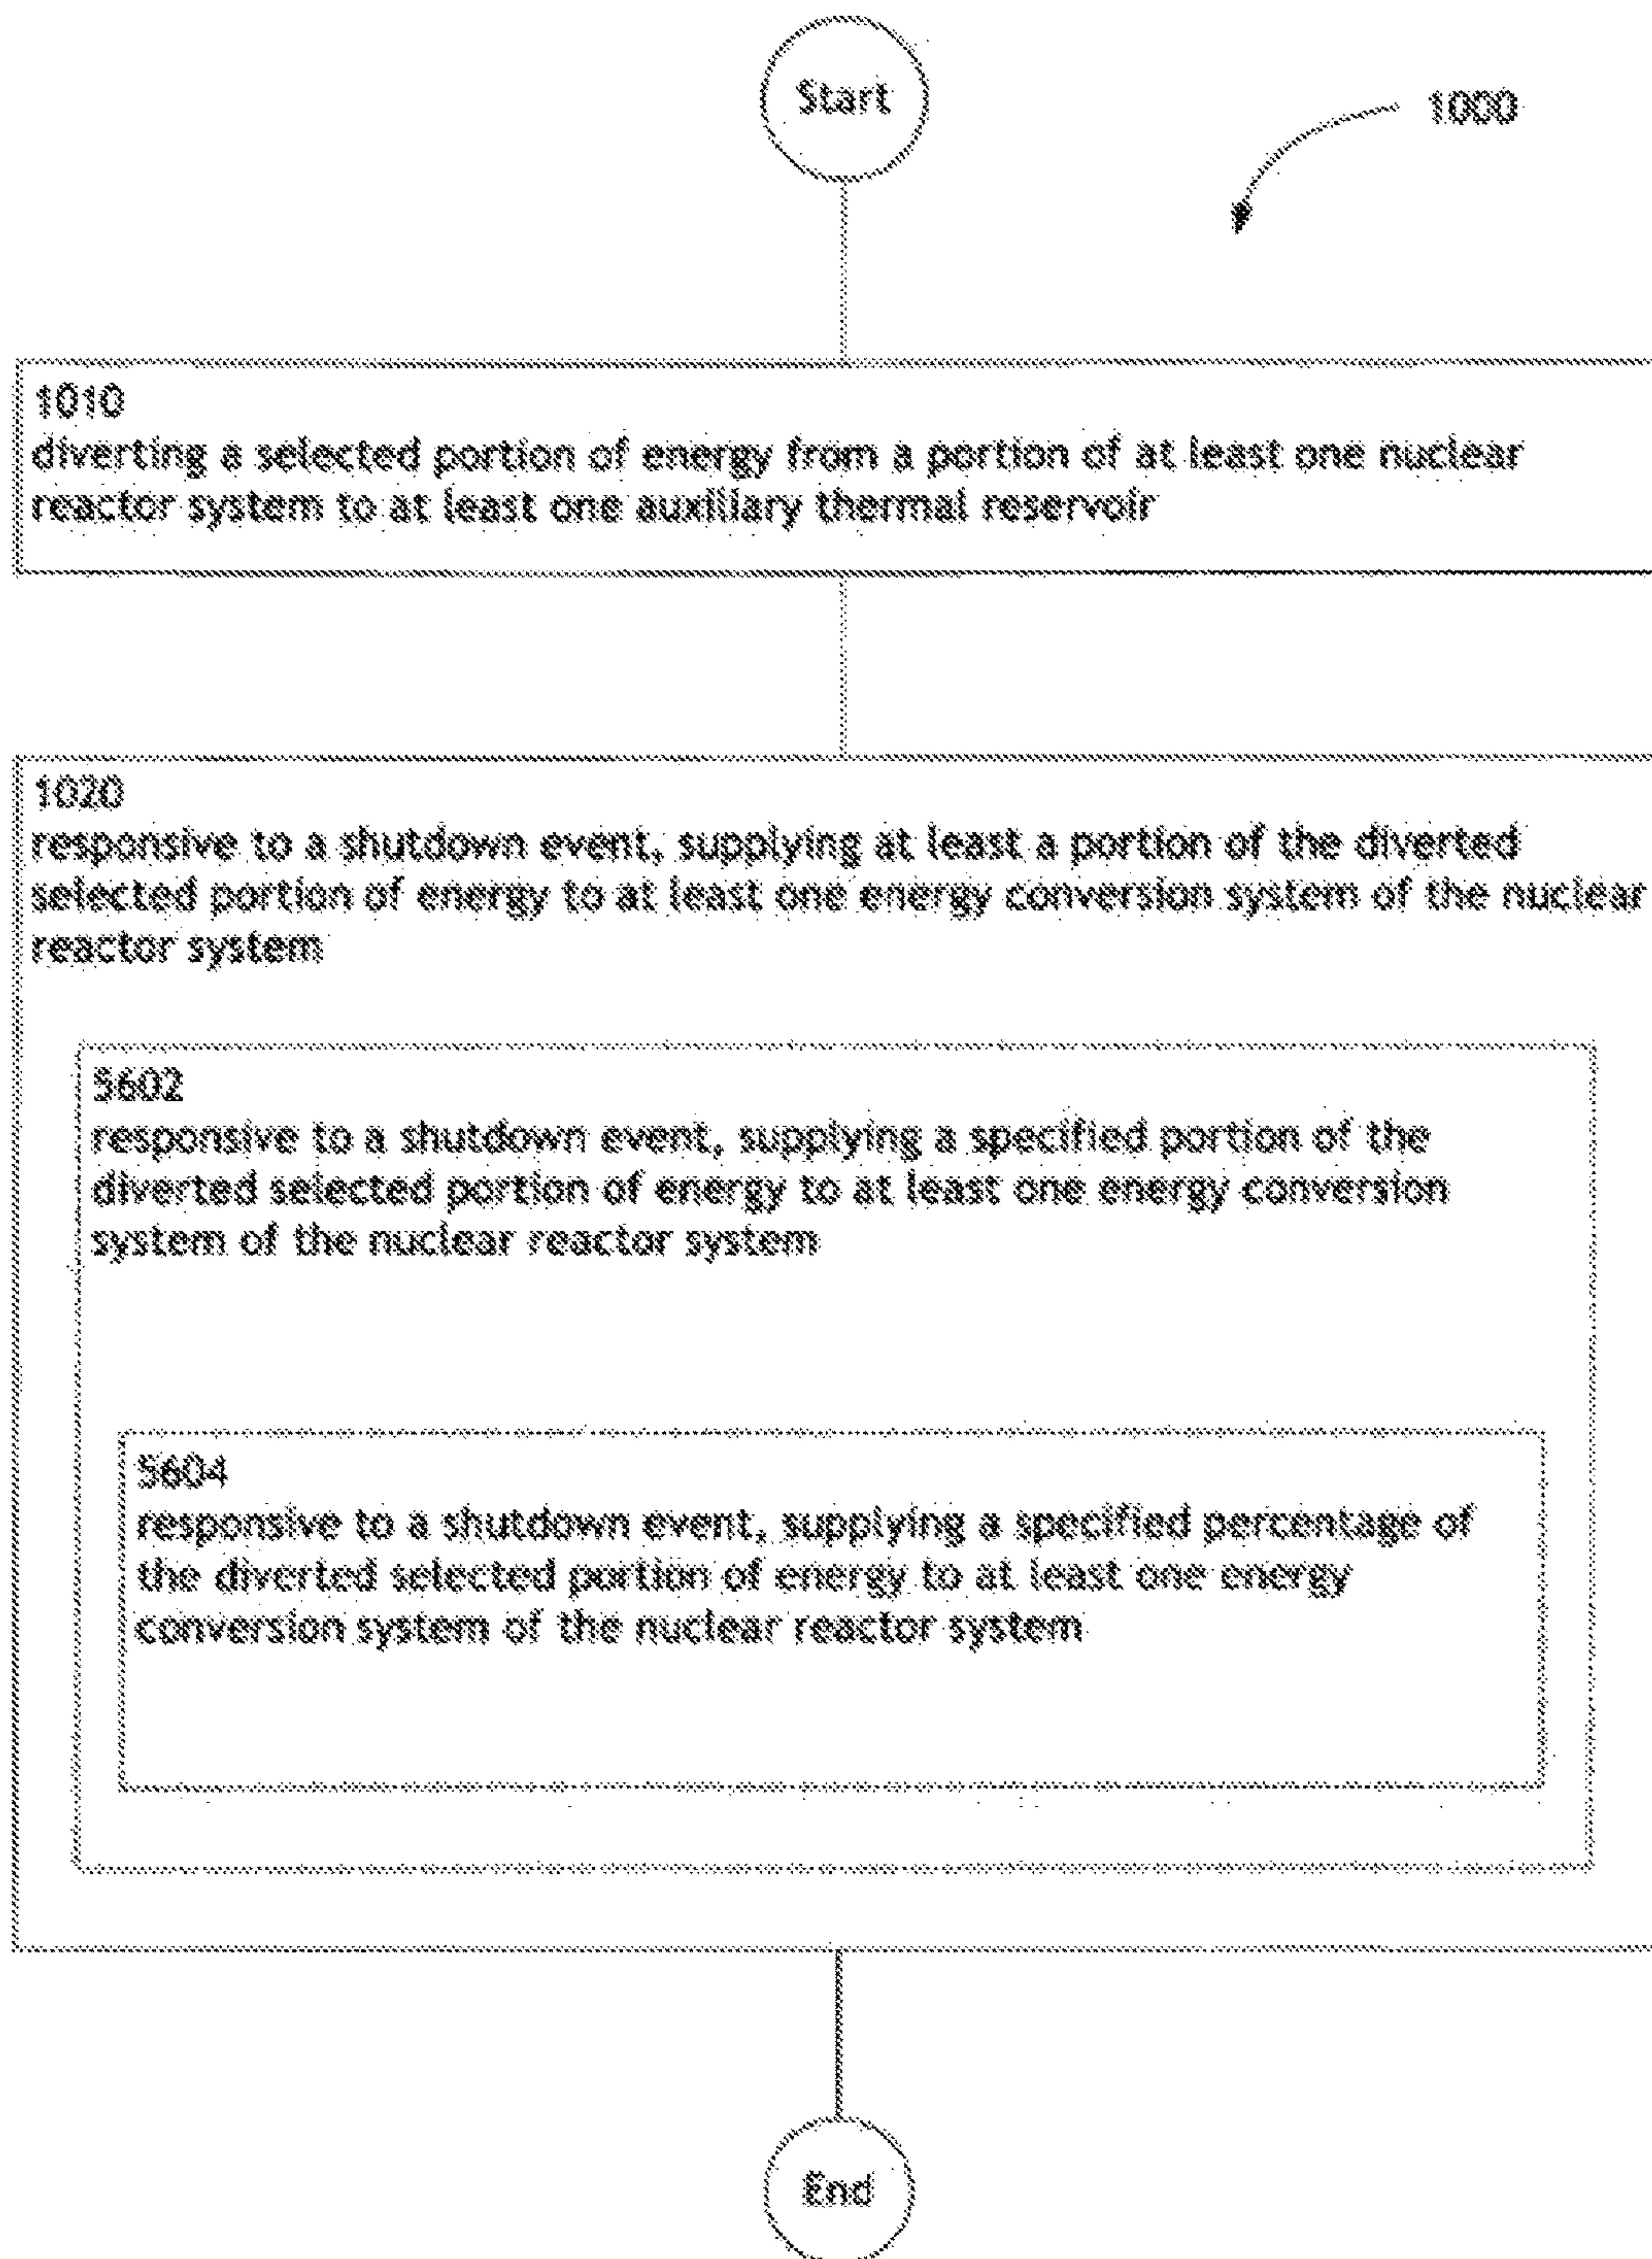 Start
1000
1010
diverting a selected portion of energy from a portion of at least one nuclear
reactor system to at least one auxiliary thermal reservoir
1020
responsive to a shutdown event, supplying at least a portion of the diverted
selected portion of energy to at least one energy conversion system of the nuclear
reactor system
5602
responsive to a shutdown event, supplying a specified portion of the
diverted selected portion of energy to at least one energy conversion
system of the nuclear reactor system
5604
responsive to a shutdown event, supplying a specified percentage of
the diverted selected portion of energy to at least one energy
conversion system of the nuclear reactor system
End